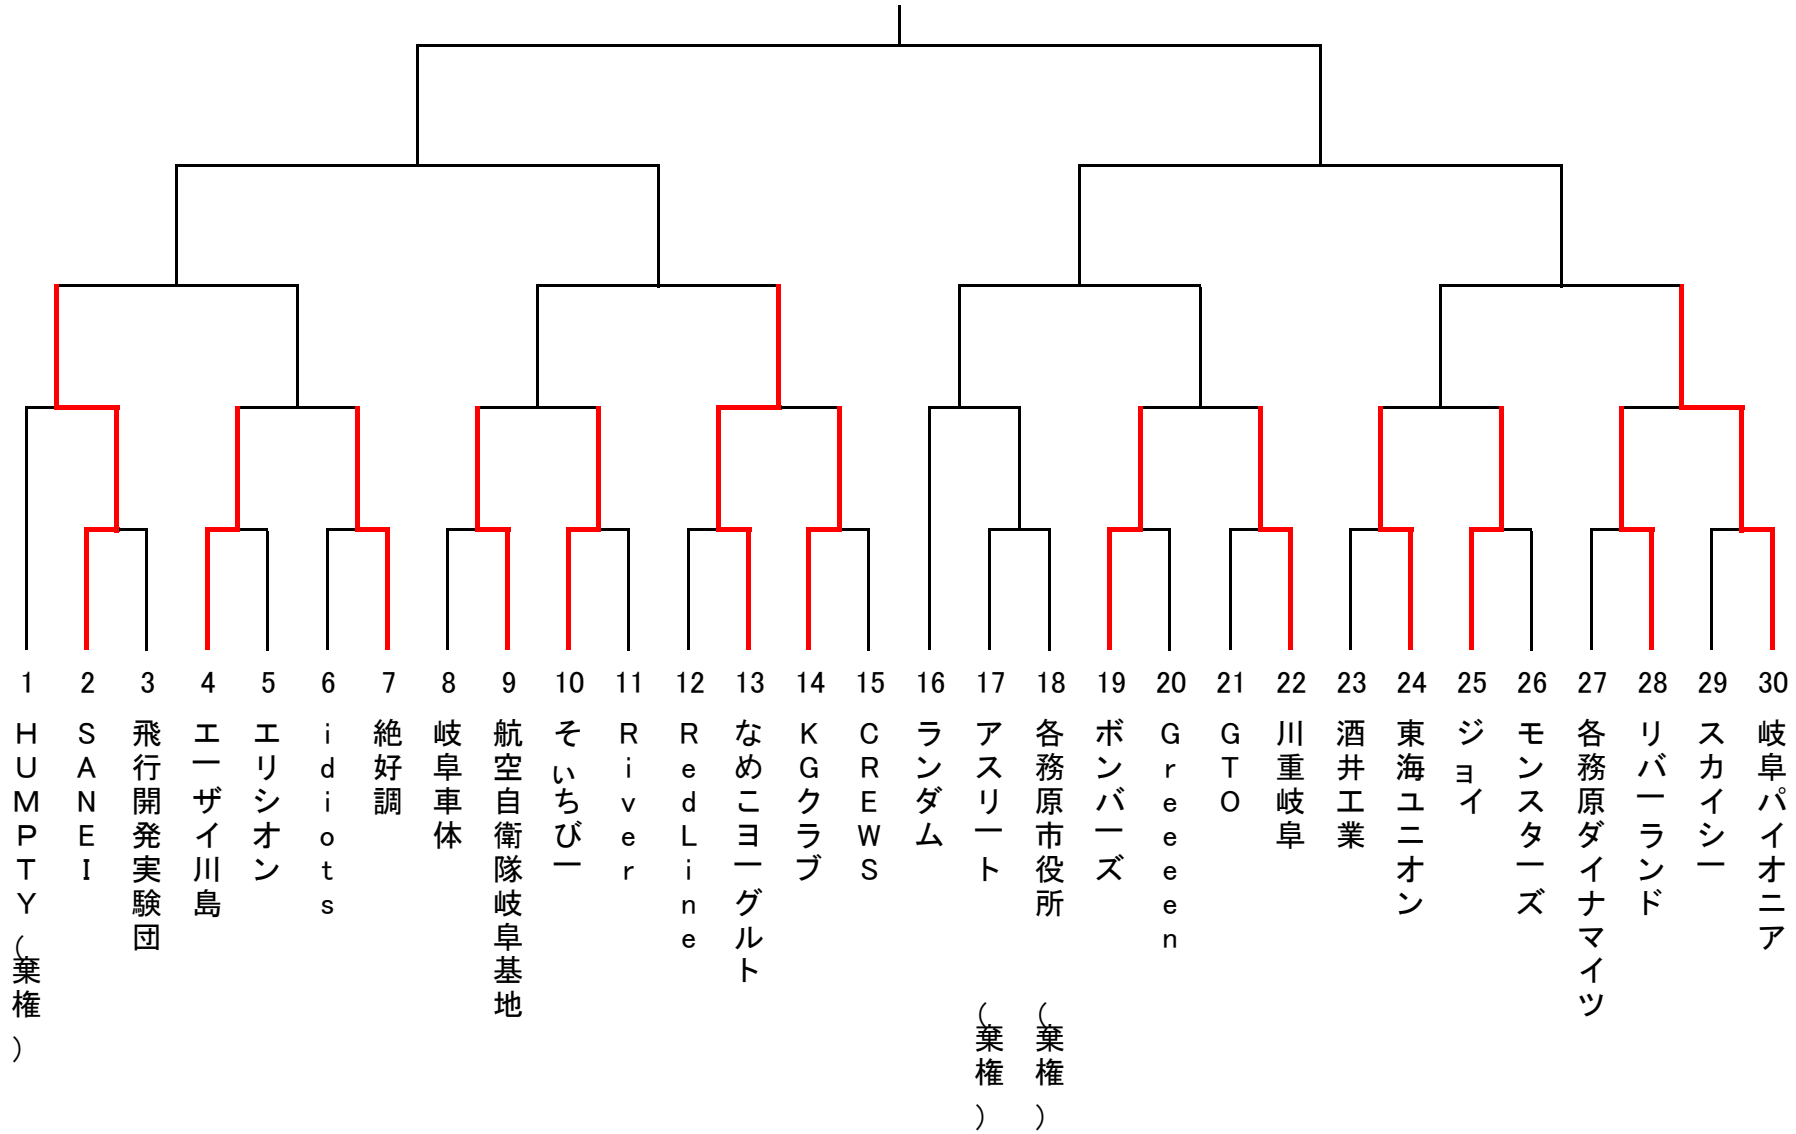 1 HUMPTY(棄権)
2 SANEI
3 飛行開発実験団
4 エーザイ川島
5 エリシオン
6 idiots
7 絶好調
8 岐阜車体
9 航空自衛隊岐阜基地
10 そぃちびー
11 River
12 RedLine
13 なめこヨーグルト
14 KGクラブ
15 CREWS
16 ランダム
17 アスリート(棄権)
18 各務原市役所(棄権)
19 ボンバーズ
20 Greeeen
21 GTO
22 川重岐阜
23 酒井工業
24 東海ユニオン
25 ジョイ
26 モンスターズ
27 各務原ダイナマイツ
28 リバーランド
29 スカイシー
30 岐阜パイオニア